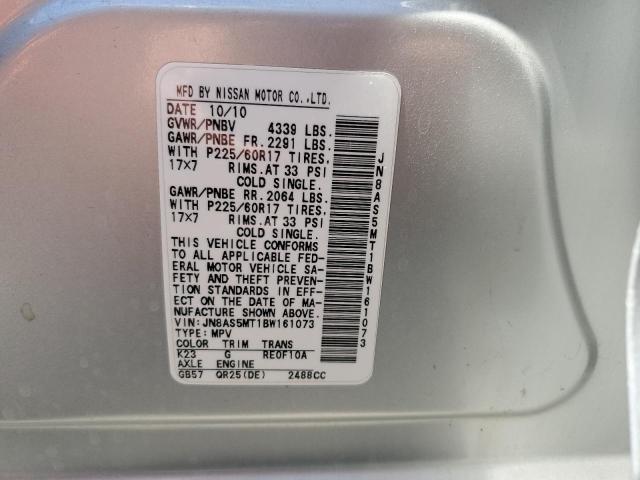 MFD BY NISSAN MOTOR CO.,LTD.
DATE 10/10
GVWR/PNBV 4339 LBS.
GAWR/PNBE FR. 2291 LBS.
WITH P225/60R17 TIRES.
17X7 RIMS.AT 33 PSI
COLD SINGLE.
GAWR/PNBE RR. 2064 LBS.
WITH P225/60R17 TIRES.
17X7 RIMS.AT 33 PSI
COLD SINGLE.
THIS VEHICLE CONFORMS
TO ALL APPLICABLE FED-
ERAL MOTOR VEHICLE SA-
FETY AND THEFT PREVEN-
TION STANDARDS IN EFF-
ECT ON THE DATE OF MA-
NUFACTURE SHOWN ABOVE.
VIN: JN8AS5MT1BW161073
TYPE: MPV
COLOR TRIM TRANS
K23 G RE0F10A
AXLE ENGINE
GB57 QR25(DE) 2488CC
JN8AS5MT1BW161073